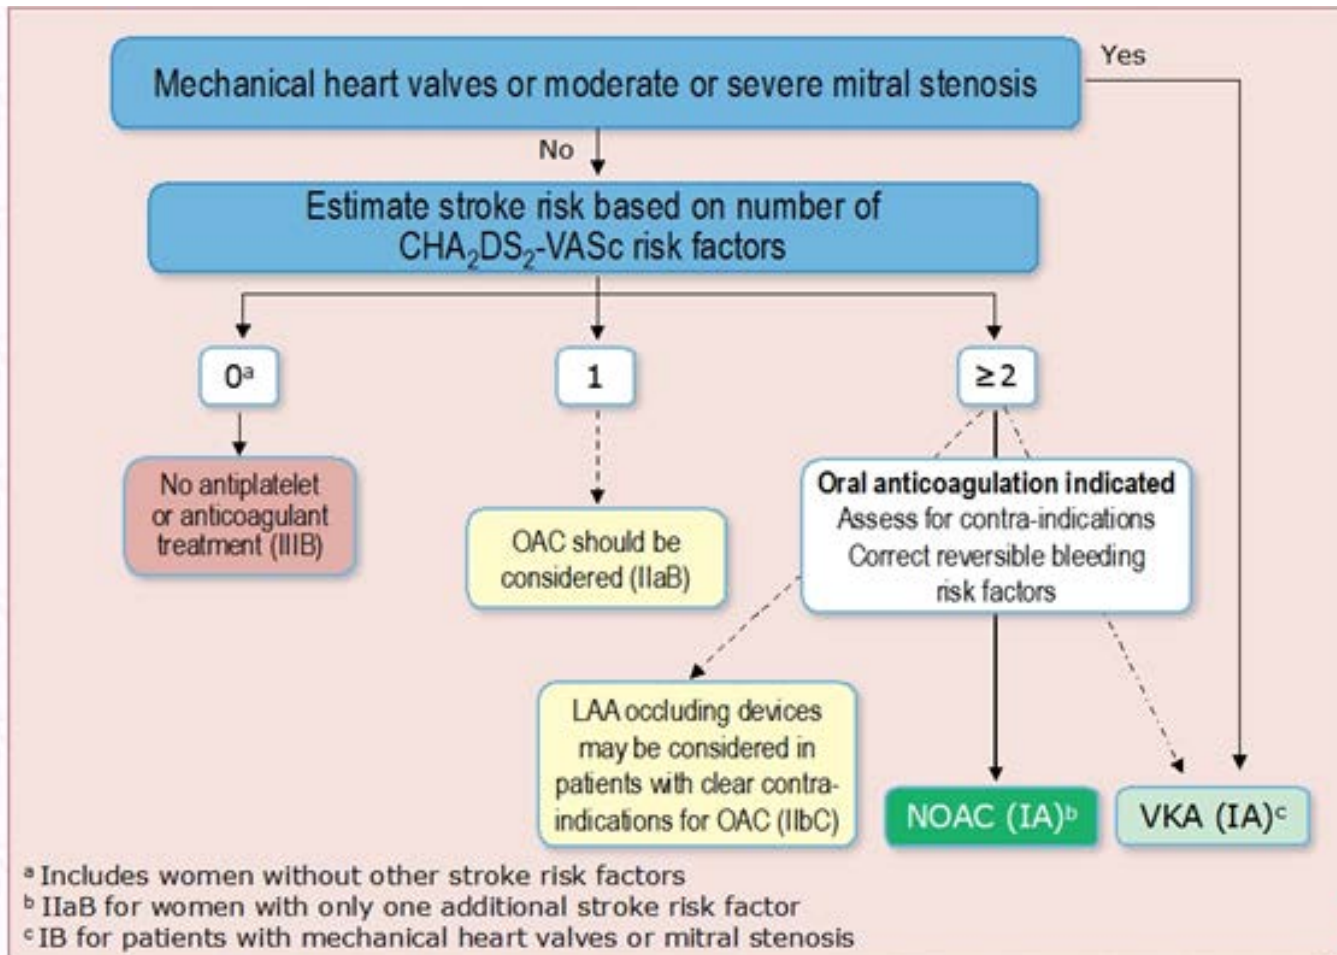 Mechanical heart valves or moderate or severe mitral stenosis
Yes
No
Estimate stroke risk based on number of
CHA₂DS₂-VASc risk factors
0ᵃ
1
≥2
No antiplatelet
or anticoagulant
treatment (IIIB)
OAC should be
considered (IIaB)
Oral anticoagulation indicated
Assess for contra-indications
Correct reversible bleeding
risk factors
LAA occluding devices
may be considered in
patients with clear contra-
indications for OAC (IIbC)
NOAC (IA)ᵇ
VKA (IA)ᶜ
ᵃ Includes women without other stroke risk factors
ᵇ IIaB for women with only one additional stroke risk factor
ᶜ IB for patients with mechanical heart valves or mitral stenosis